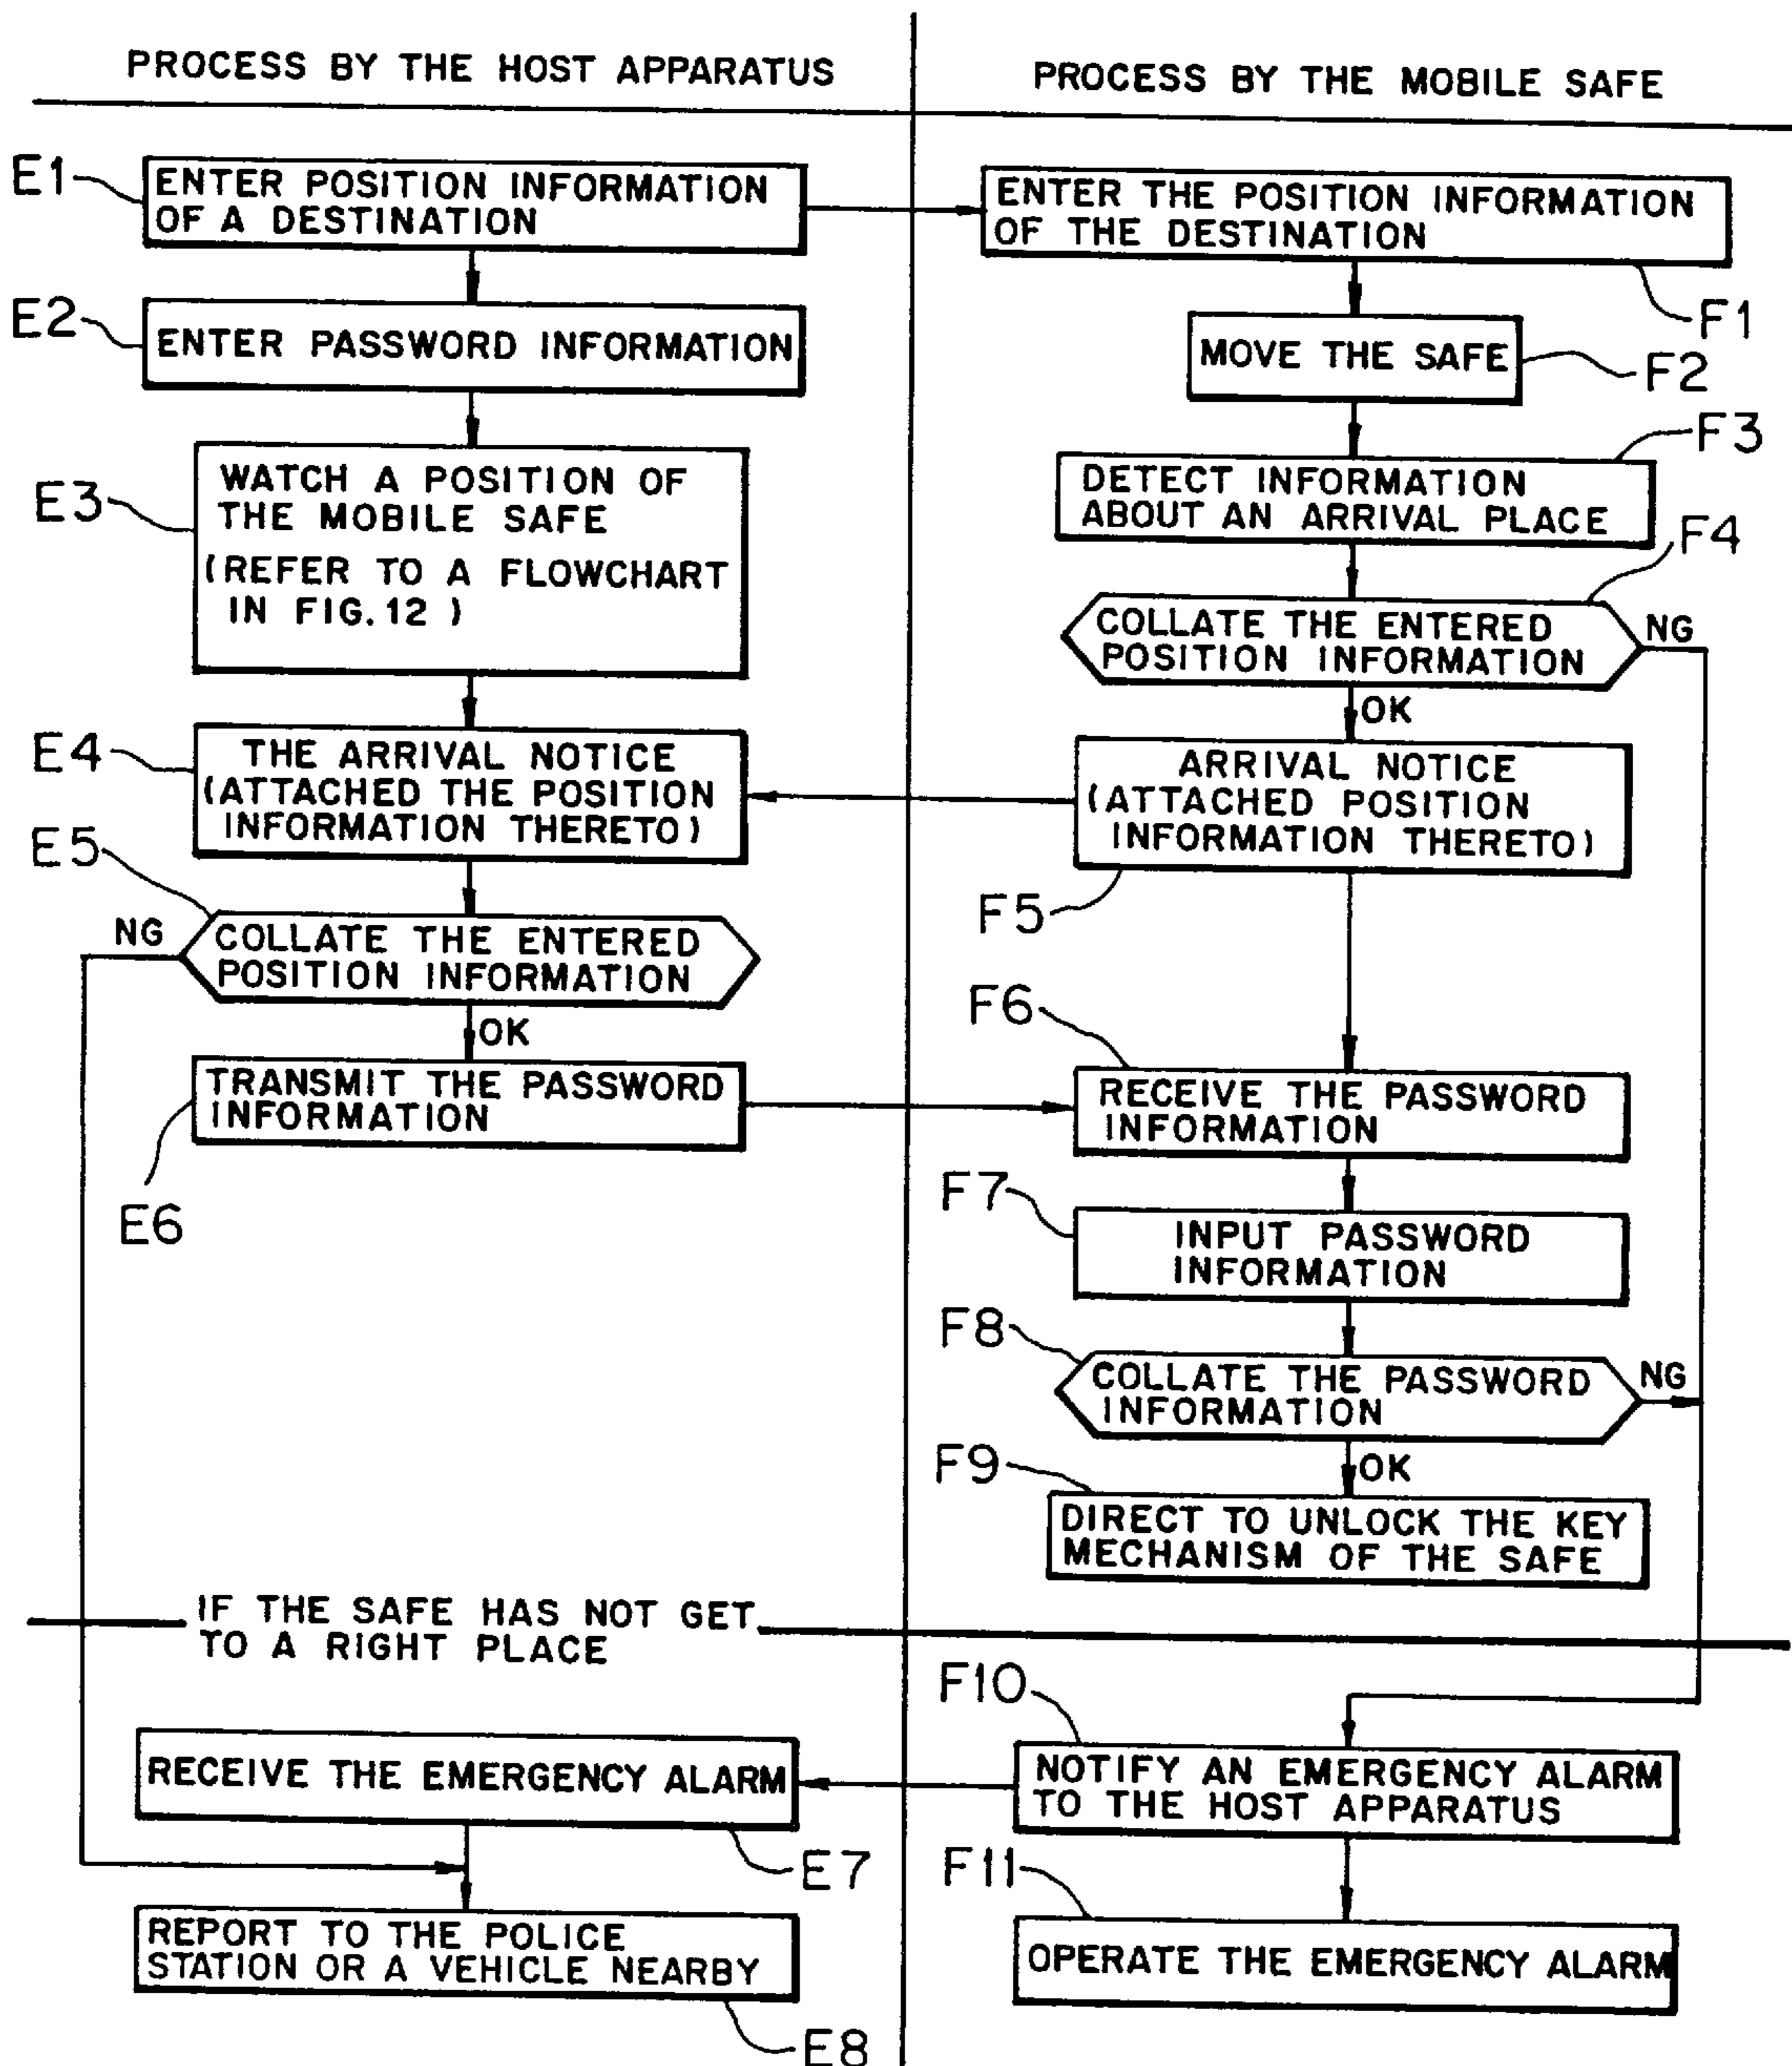 PROCESS BY THE HOST APPARATUS
PROCESS BY THE MOBILE SAFE
E1
ENTER POSITION INFORMATION
OF A DESTINATION
ENTER THE POSITION INFORMATION
OF THE DESTINATION
F1
E2
ENTER PASSWORD INFORMATION
MOVE THE SAFE
F2
E3
WATCH A POSITION OF
THE MOBILE SAFE
(REFER TO A FLOWCHART
IN FIG.12 )
F3
DETECT INFORMATION
ABOUT AN ARRIVAL PLACE
F4
COLLATE THE ENTERED
POSITION INFORMATION
NG
OK
E4
THE ARRIVAL NOTICE
(ATTACHED THE POSITION
INFORMATION THERETO)
ARRIVAL NOTICE
(ATTACHED POSITION
INFORMATION THERETO)
F5
E5
NG
COLLATE THE ENTERED
POSITION INFORMATION
OK
TRANSMIT THE PASSWORD
INFORMATION
E6
F6
RECEIVE THE PASSWORD
INFORMATION
F7
INPUT PASSWORD
INFORMATION
F8
COLLATE THE PASSWORD
INFORMATION
NG
OK
F9
DIRECT TO UNLOCK THE KEY
MECHANISM OF THE SAFE
IF THE SAFE HAS NOT GET
TO A RIGHT PLACE
F10
RECEIVE THE EMERGENCY ALARM
E7
NOTIFY AN EMERGENCY ALARM
TO THE HOST APPARATUS
F11
REPORT TO THE POLICE
STATION OR A VEHICLE NEARBY
E8
OPERATE THE EMERGENCY ALARM